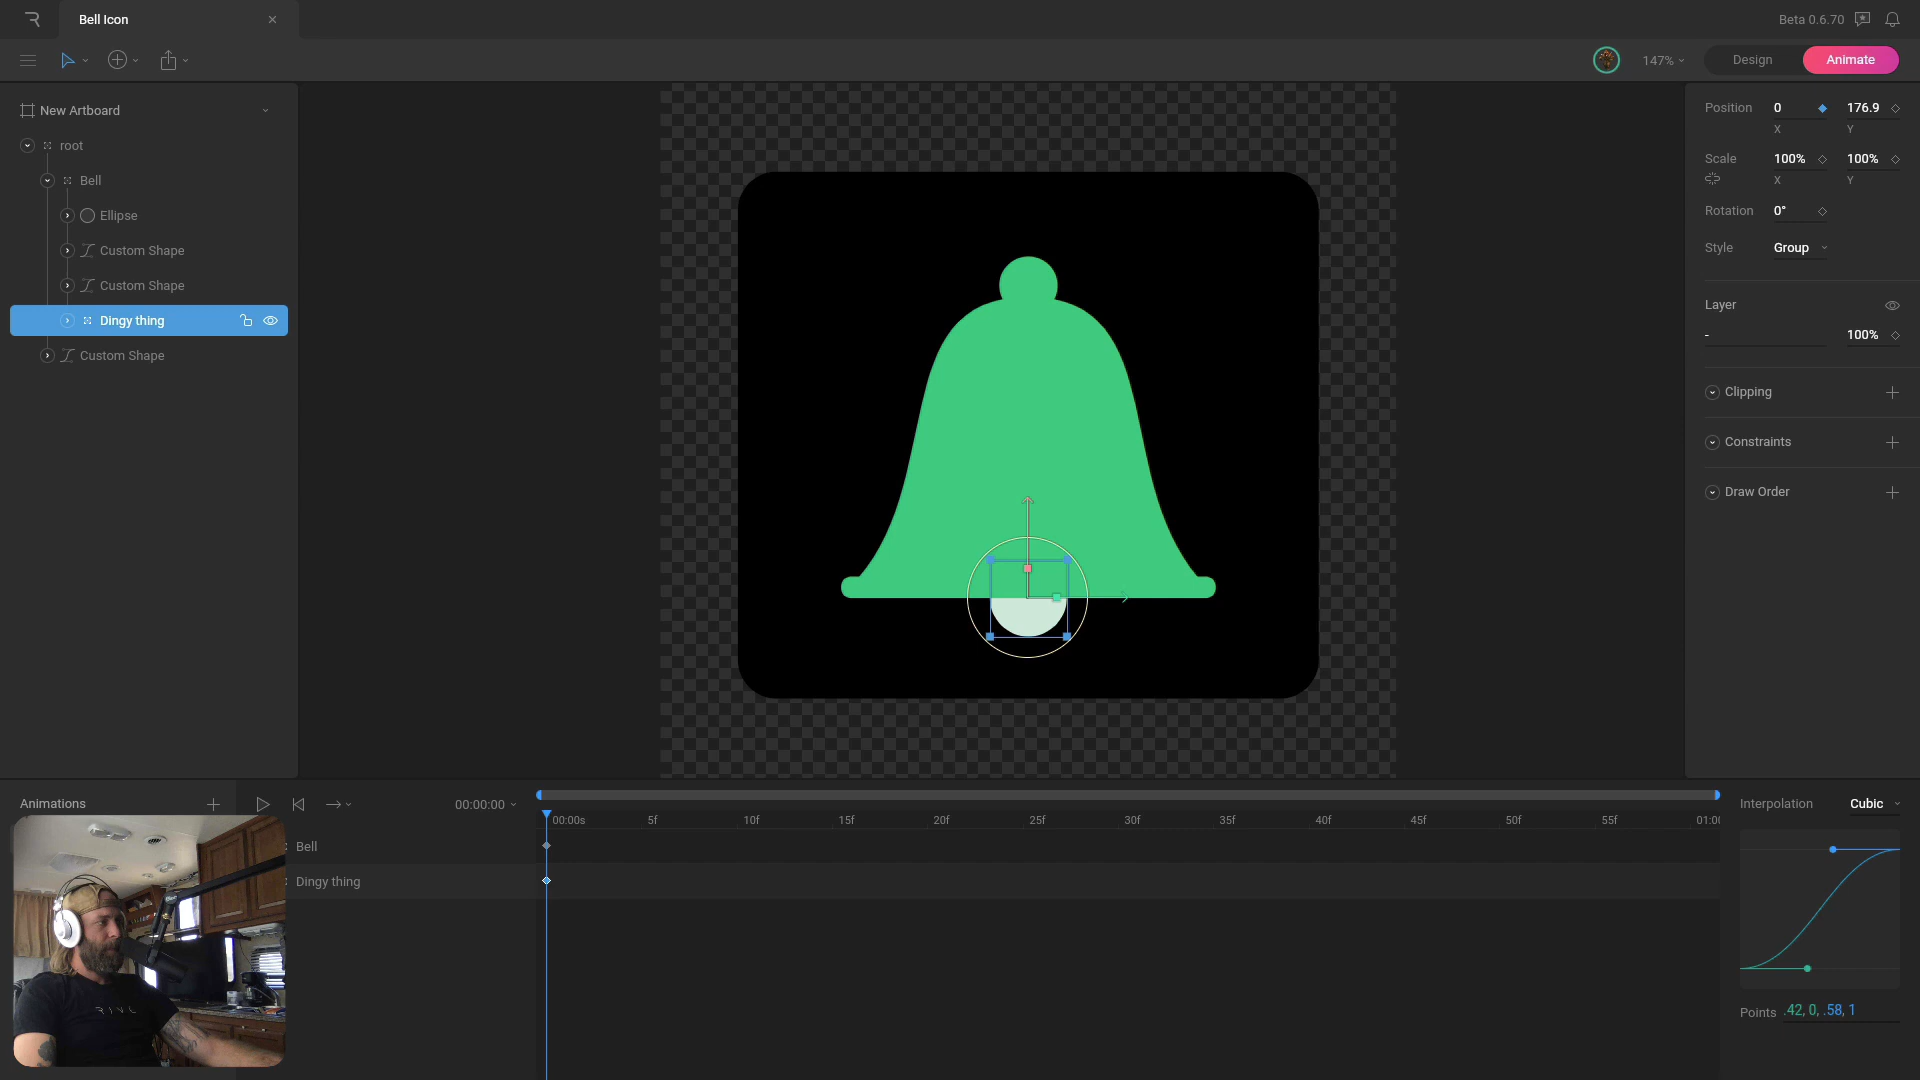 Bell Icon
Beta 0.6.70
147%
Design
Animate
New Artboard
root
Bell
Ellipse
Custom Shape
Custom Shape
Dingy thing
Custom Shape
Position 0 176.9
X Y
Scale 100% 100%
X Y
Rotation 0°
Style Group
Layer
- 100%
Clipping
Constraints
Draw Order
Animations
00:00:00
00:00s 5f 10f 15f 20f 25f 30f 35f 40f 45f 50f 55f 01:00
Bell
Dingy thing
Interpolation Cubic
Points .42, 0, .58, 1
RIVE